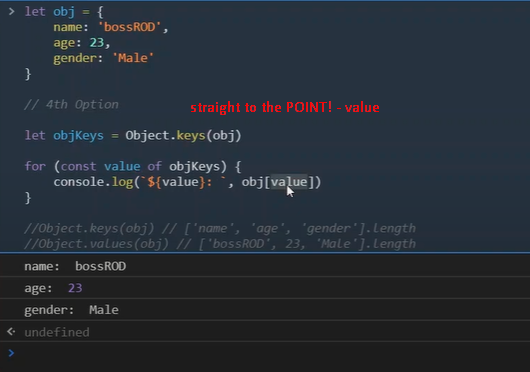 > let obj = {
name: 'bossROD',
age: 23,
gender: 'Male'
}
// 4th Option
straight to the POINT! - value
let objKeys = Object.keys(obj)
for (const value of objKeys) {
console.log(`${value}: `, obj[value])
}
//Object.keys(obj) // ['name', 'age', 'gender'].length
//Object.values(obj) // ['bossROD', 23, 'Male'].length
name:  bossROD
age:  23
gender:  Male
undefined
>